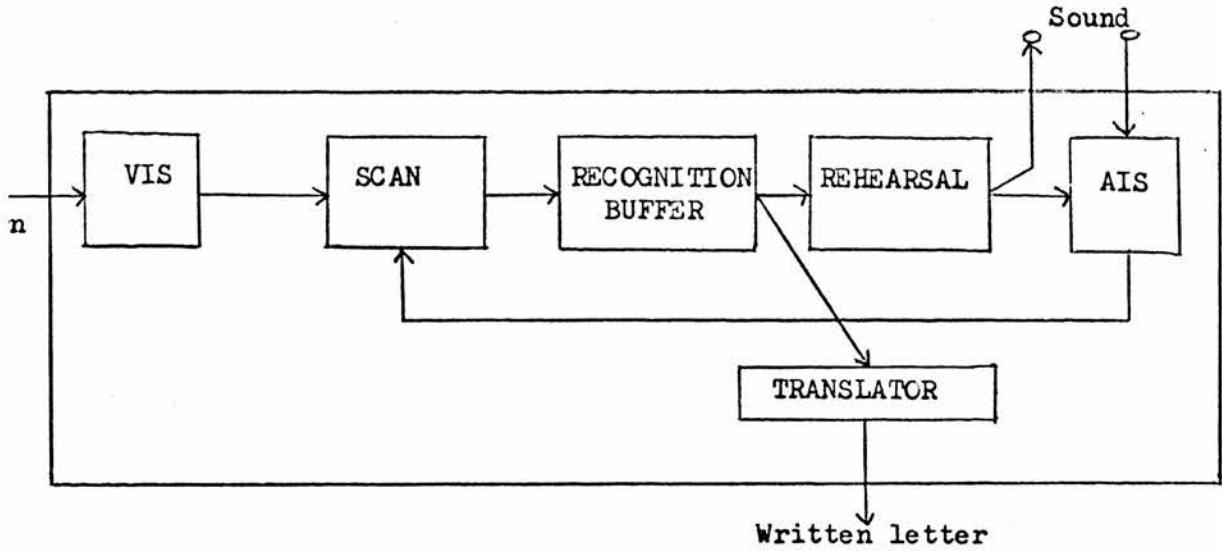 Sound
VIS
SCAN
RECOGNITION
BUFFER
REHEARSAL
AIS
n
TRANSLATOR
Written letter